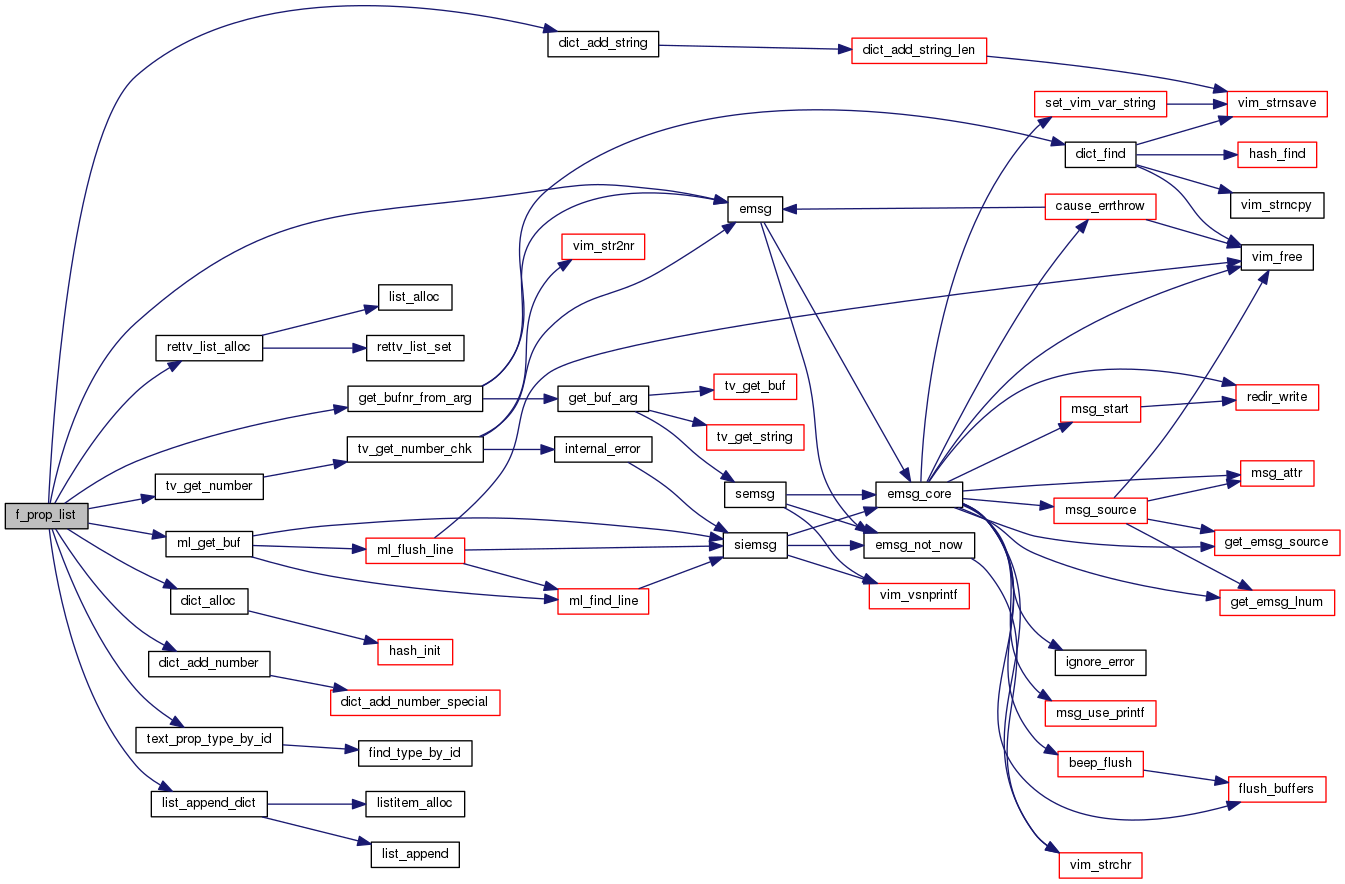 f_prop_list
dict_add_string
dict_add_string_len
set_vim_var_string
vim_strnsave
dict_find
hash_find
vim_strncpy
emsg
cause_errthrow
vim_str2nr
vim_free
list_alloc
rettv_list_alloc
rettv_list_set
get_bufnr_from_arg
get_buf_arg
tv_get_buf
redir_write
msg_start
tv_get_string
tv_get_number_chk
internal_error
msg_attr
tv_get_number
semsg
emsg_core
msg_source
ml_get_buf
ml_flush_line
siemsg
emsg_not_now
get_emsg_source
dict_alloc
ml_find_line
vim_vsnprintf
get_emsg_lnum
hash_init
dict_add_number
ignore_error
dict_add_number_special
msg_use_printf
text_prop_type_by_id
find_type_by_id
beep_flush
flush_buffers
list_append_dict
listitem_alloc
list_append
vim_strchr